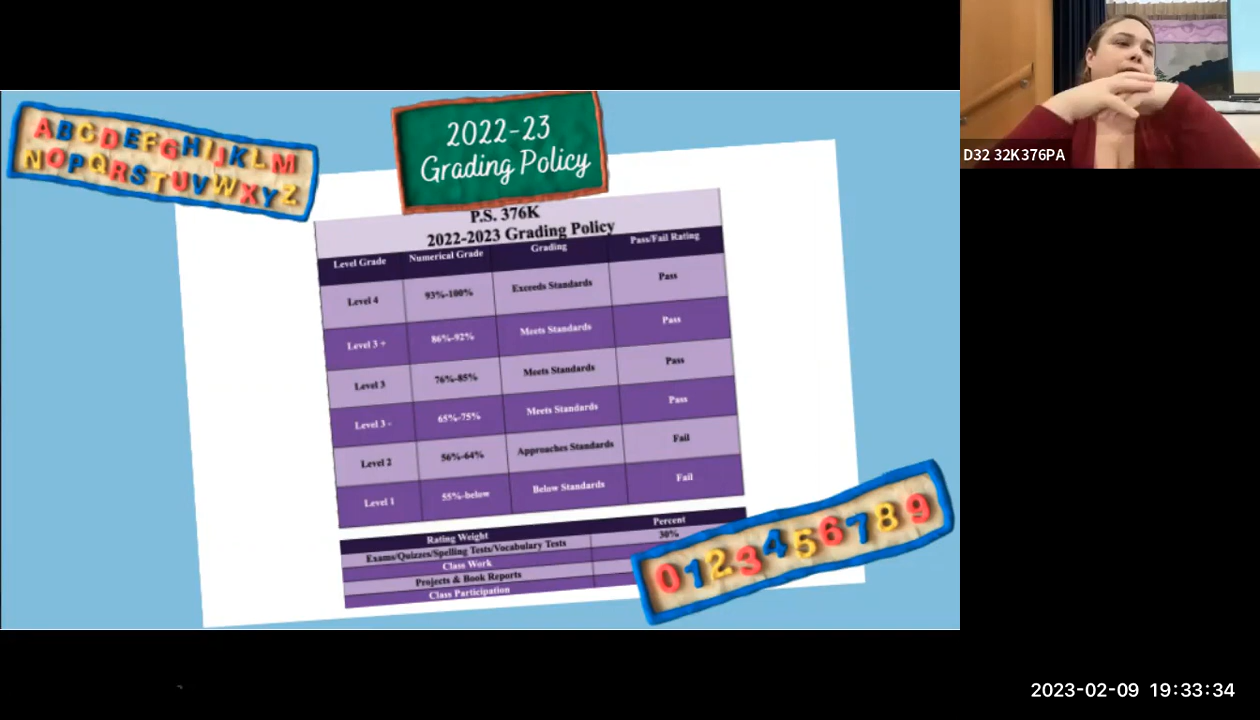 ABCDEFGHIJKLM
NOPQRSTUVWXYZ
2022-23
Grading Policy
P.S. 376K
2022-2023 Grading Policy
Level Grade Numerical Grade Grading Pass/Fail Rating
Level 4 93%-100% Exceeds Standards Pass
Level 3 + 86%-92% Meets Standards Pass
Level 3 76%-85% Meets Standards Pass
Level 3 - 65%-75% Meets Standards Pass
Level 2 56%-64% Approaches Standards Fail
Level 1 55%-below Below Standards Fail
Rating Weight Percent
Exams/Quizzes/Spelling Tests/Vocabulary Tests 30%
Class Work
Projects & Book Reports
Class Participation
0123456789
D32 32K376PA
2023-02-09 19:33:34